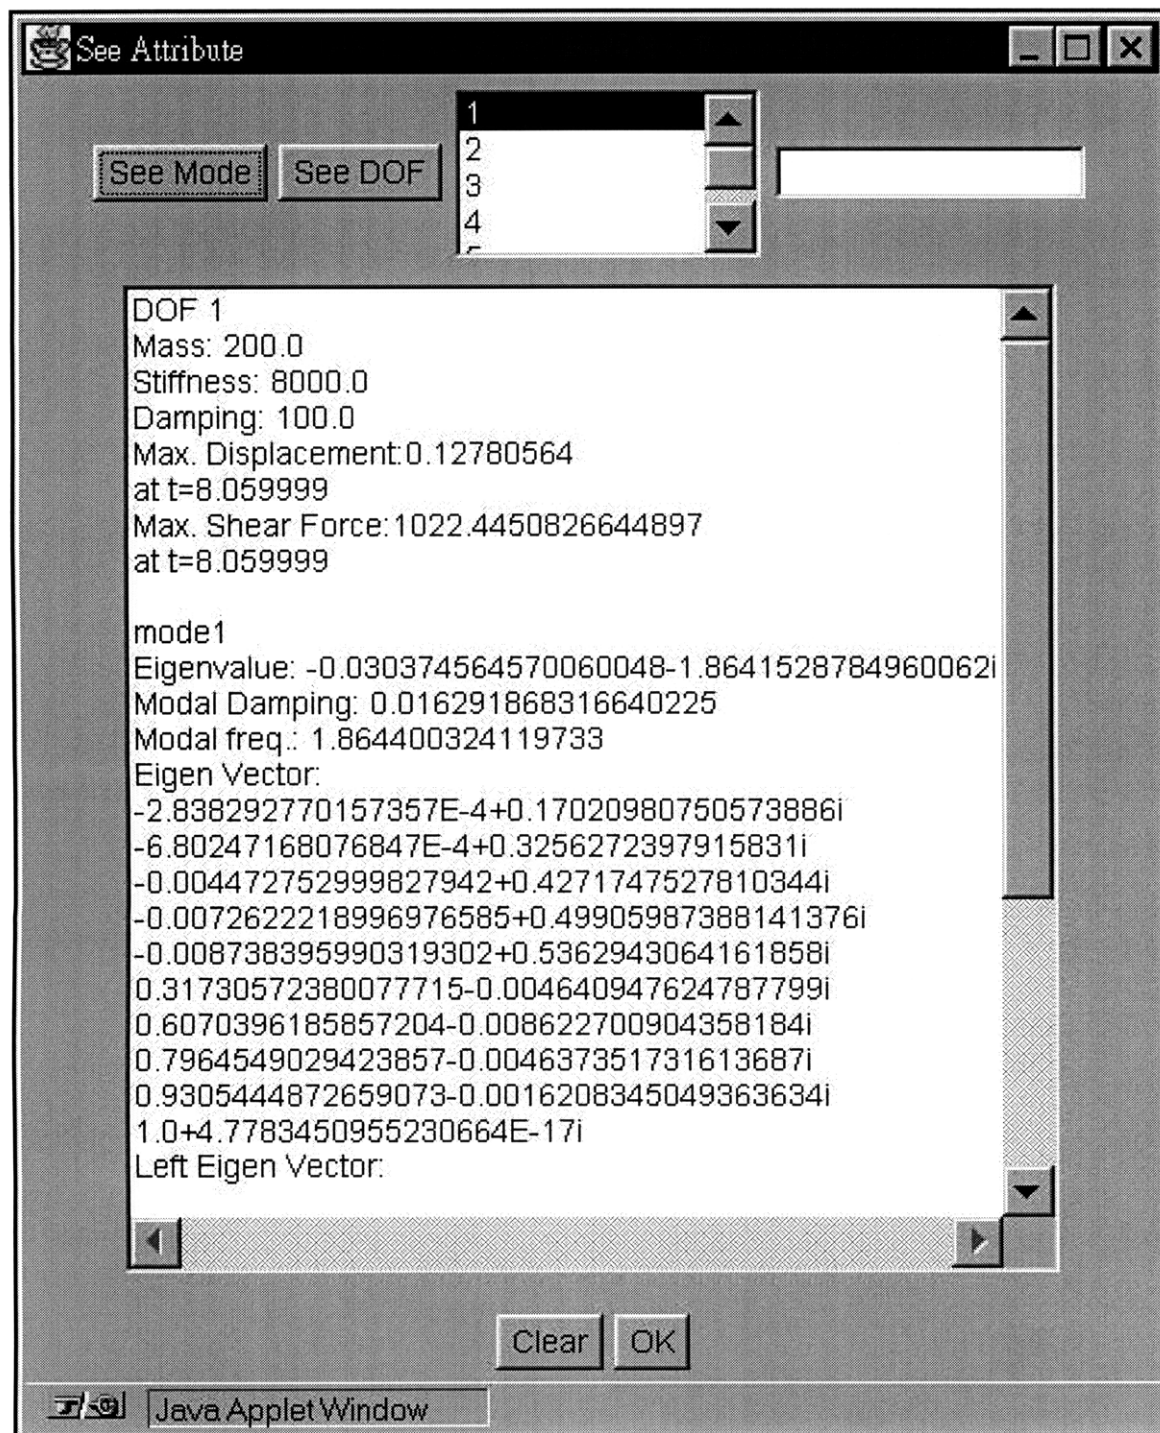 See Attribute
1
2
3
4
See Mode
See DOF
DOF 1
Mass: 200.0
Stiffness: 8000.0
Damping: 100.0
Max. Displacement:0.12780564
at t=8.059999
Max. Shear Force:1022.4450826644897
at t=8.059999
mode1
Eigenvalue: -0.030374564570060048-1.8641528784960062i
Modal Damping: 0.016291868316640225
Modal freq.: 1.864400324119733
Eigen Vector:
-2.838292770157357E-4+0.17020980750573886i
-6.80247168076847E-4+0.3256272397915831i
-0.004472752999827942+0.4271747527810344i
-0.0072622218996976585+0.49905987388141376i
-0.008738395990319302+0.5362943064161858i
0.31730572380077715-0.004640947624787799i
0.6070396185857204-0.008622700904358184i
0.7964549029423857-0.004637351731613687i
0.9305444872659073-0.0016208345049363634i
1.0+4.7783450955230664E-17i
Left Eigen Vector:
Clear
OK
Java Applet Window